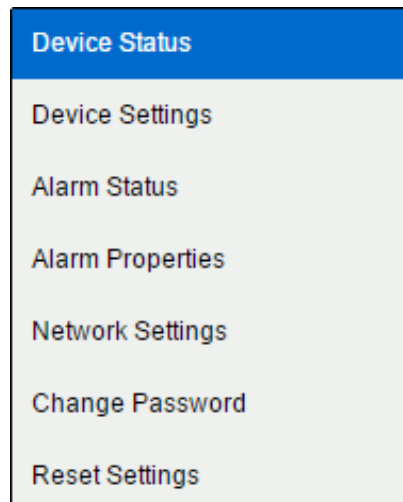 Device Status
Device Settings
Alarm Status
Alarm Properties
Network Settings
Change Password
Reset Settings